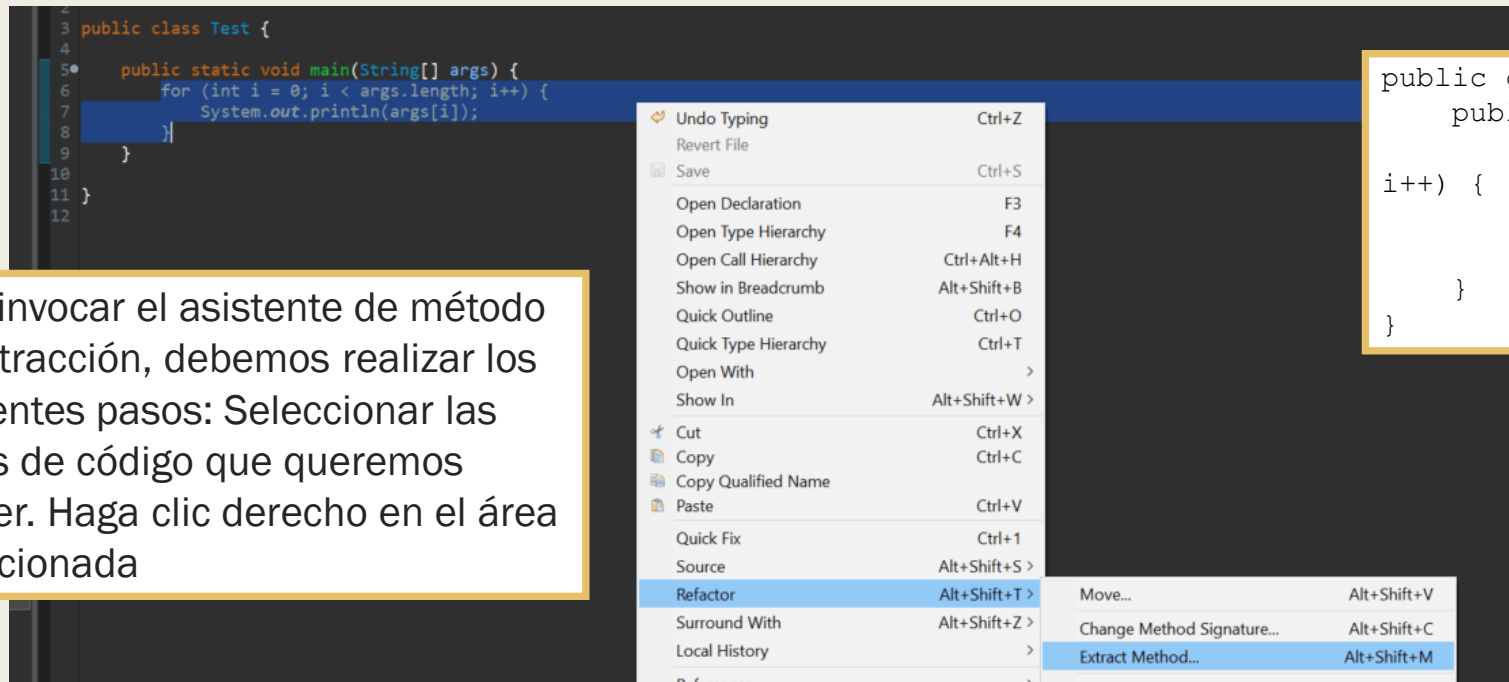 2
3 public class Test {
4
5 public static void main(String[] args) {
6 for (int i = 0; i < args.length; i++) {
7 System.out.println(args[i]);
8 }
9 }
10
11 }
12
invocar el asistente de método
tracción, debemos realizar los
entes pasos: Seleccionar las
s de código que queremos
er. Haga clic derecho en el área
cionada
Undo Typing Ctrl+Z
Revert File
Save Ctrl+S
Open Declaration F3
Open Type Hierarchy F4
Open Call Hierarchy Ctrl+Alt+H
Show in Breadcrumb Alt+Shift+B
Quick Outline Ctrl+O
Quick Type Hierarchy Ctrl+T
Open With >
Show In Alt+Shift+W >
Cut Ctrl+X
Copy Ctrl+C
Copy Qualified Name
Paste Ctrl+V
Quick Fix Ctrl+1
Source Alt+Shift+S >
Refactor Alt+Shift+T >
Surround With Alt+Shift+Z >
Local History >
Move... Alt+Shift+V
Change Method Signature... Alt+Shift+C
Extract Method... Alt+Shift+M
public
pub
i++) {
}
}